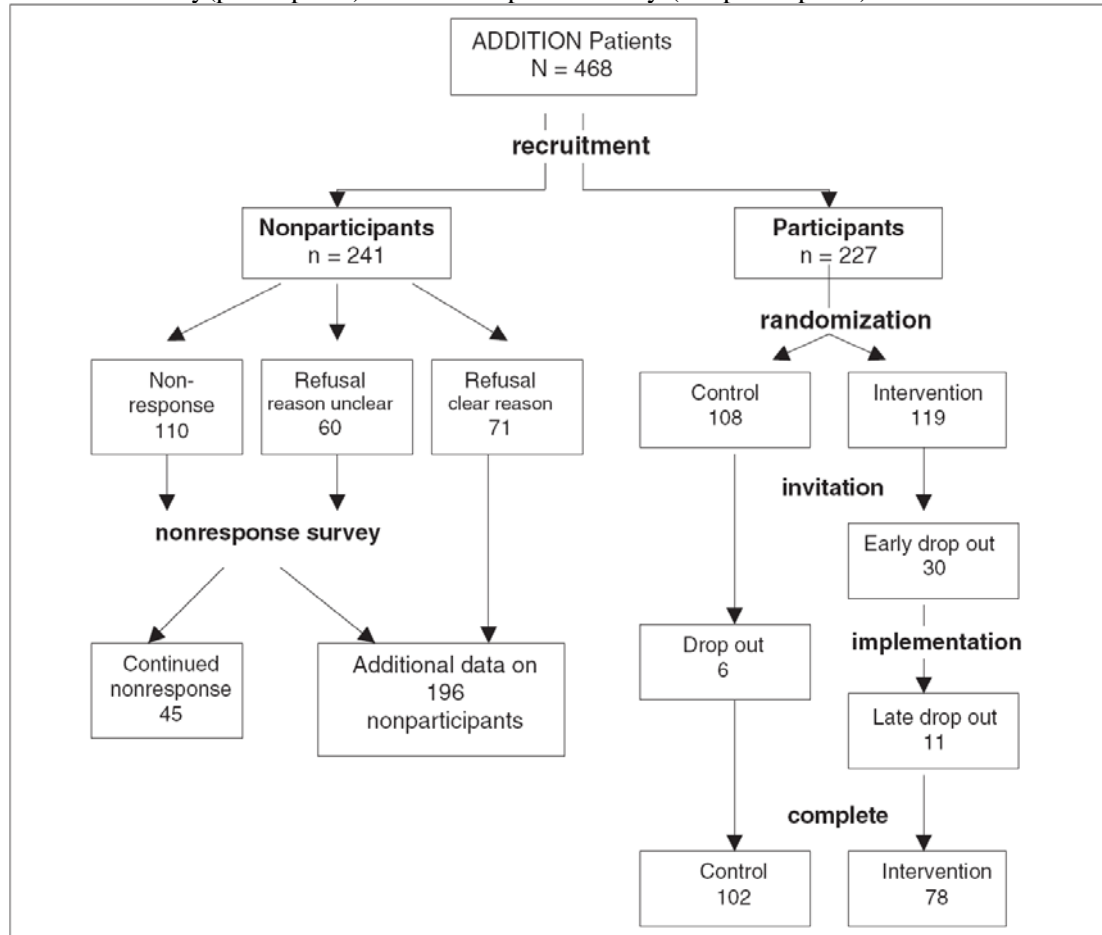 ADDITION Patients
N = 468
recruitment
Nonparticipants
n = 241
Participants
n = 227
randomization
Non-
response
110
Refusal
reason unclear
60
Refusal
clear reason
71
Control
108
Intervention
119
invitation
nonresponse survey
Early drop out
30
Continued
nonresponse
45
Additional data on
196
nonparticipants
Drop out
6
implementation
Late drop out
11
complete
Control
102
Intervention
78